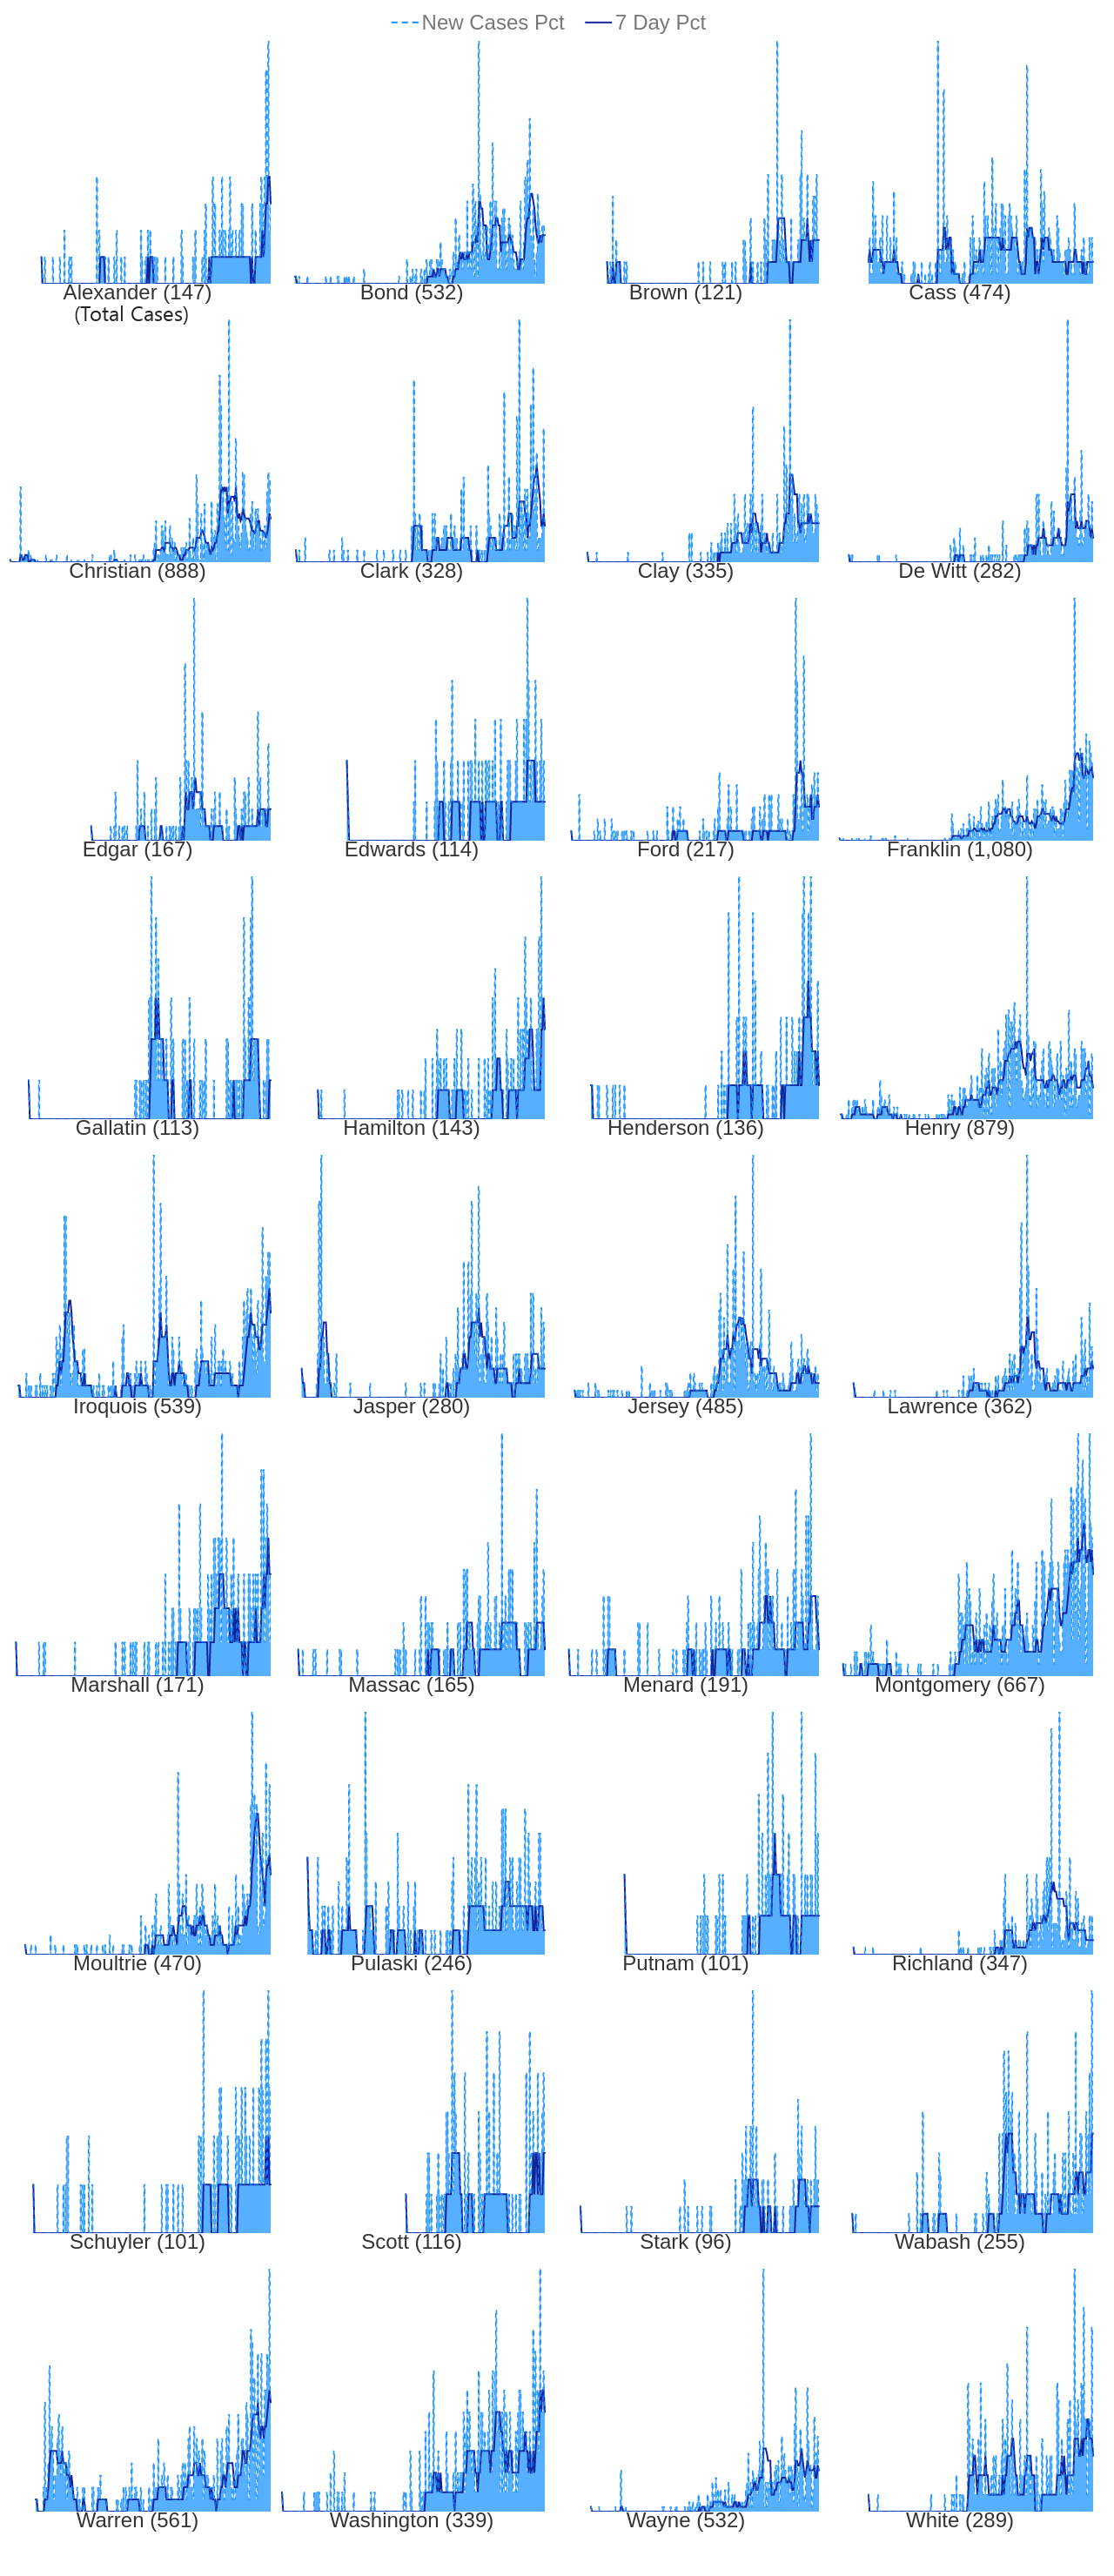 New Cases Pct 7 Day Pct
Alexander (147) Bond (532) Brown (121) Cass (474)
(Total Cases)
Christian (888) Clark (328) Clay (335) De Witt (282)
Edgar (167) Edwards (114) Ford (217) Franklin (1,080)
Gallatin (113) Hamilton (143) Henderson (136) Henry (879)
Iroquois (539) Jasper (280) Jersey (485) Lawrence (362)
Marshall (171) Massac (165) Menard (191) Montgomery (667)
Moultrie (470) Pulaski (246) Putnam (101) Richland (347)
Schuyler (101) Scott (116) Stark (96) Wabash (255)
Warren (561) Washington (339) Wayne (532) White (289)